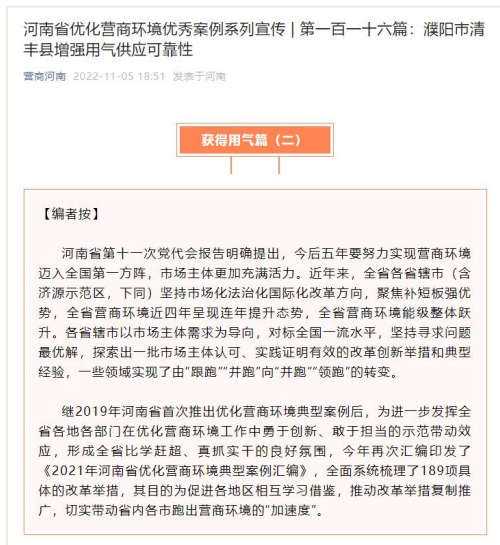 河南省优化营商环境优秀案例系列宣传 | 第一百一十六篇：濮阳市清
丰县增强用气供应可靠性
营商河南 2022-11-05 18:51 发表于河南
获得用气篇（二）
【编者按】
河南省第十一次党代会报告明确提出，今后五年要努力实现营商环境
迈入全国第一方阵，市场主体更加充满活力。近年来，全省各省辖市（含
济源示范区，下同）坚持市场化法治化国际化改革方向，聚焦补短板强优
势，全省营商环境近四年呈现连年提升态势，全省营商环境能级整体跃
升。各省辖市以市场主体需求为导向，对标全国一流水平，坚持寻求问题
最优解，探索出一批市场主体认可、实践证明有效的改革创新举措和典型
经验，一些领域实现了由“跟跑”“并跑”向“并跑”“领跑”的转变。
继2019年河南省首次推出优化营商环境典型案例后，为进一步发挥全
省各地各部门在优化营商环境工作中勇于创新、敢于担当的示范带动效
应，形成全省比学赶超、真抓实干的良好氛围，今年再次汇编印发了
《2021年河南省优化营商环境典型案例汇编》，全面系统梳理了189项具
体的改革举措，其目的为促进各地区相互学习借鉴，推动改革举措复制推
广，切实带动省内各市跑出营商环境的“加速度”。